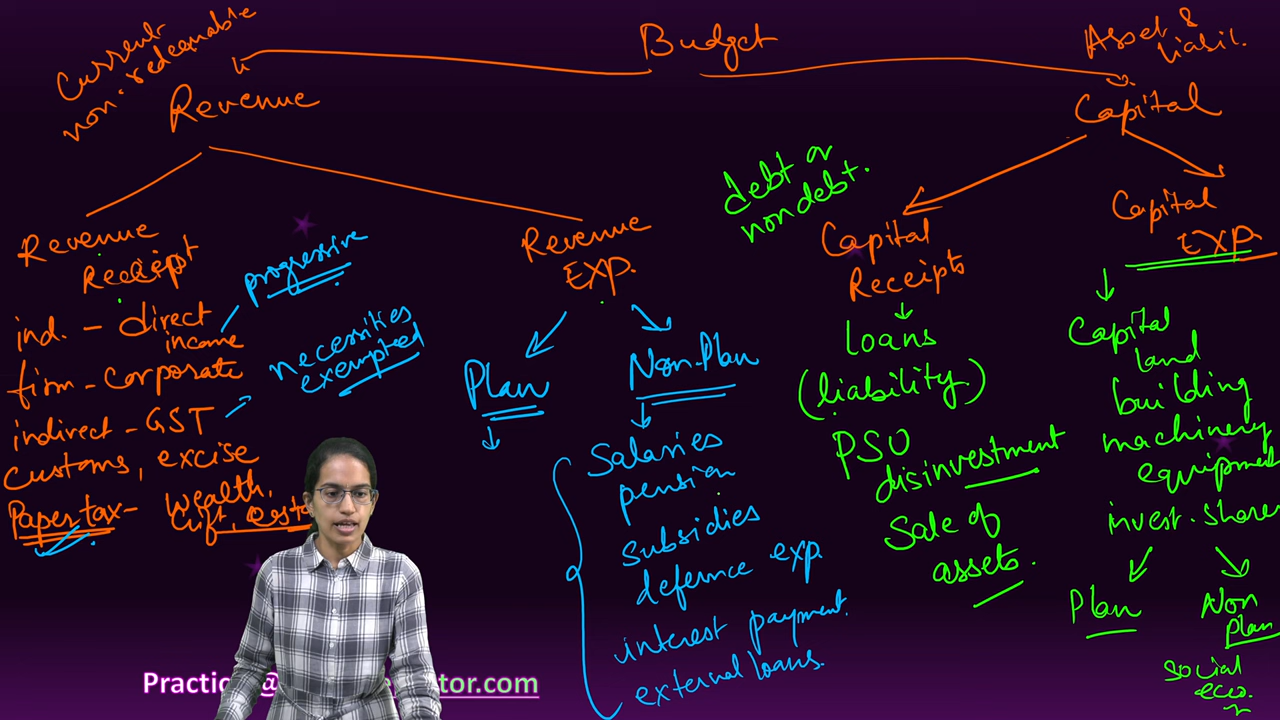 Budget
Current
non-redeemable
Revenue
Asset &
liabil.
Capital
Revenue
Receipt
progressive
ind. - direct
income
firm - corporate
necessities
exempted
indirect - GST
customs, excise
Paper tax - wealth,
Gift, esta
Revenue
EXP.
Plan
Non-Plan
Salaries
pension
subsidies
defence exp.
interest payment.
external loans.
debt or
nondebt.
Capital
Receipts
loans
(liability)
PSU
disinvestment
Sale of
assets.
Capital
EXP.
Capital
land
building
machinery
equipment
invest. share
Plan
Non
Plan
social
eco.
Practic @ e tor.com